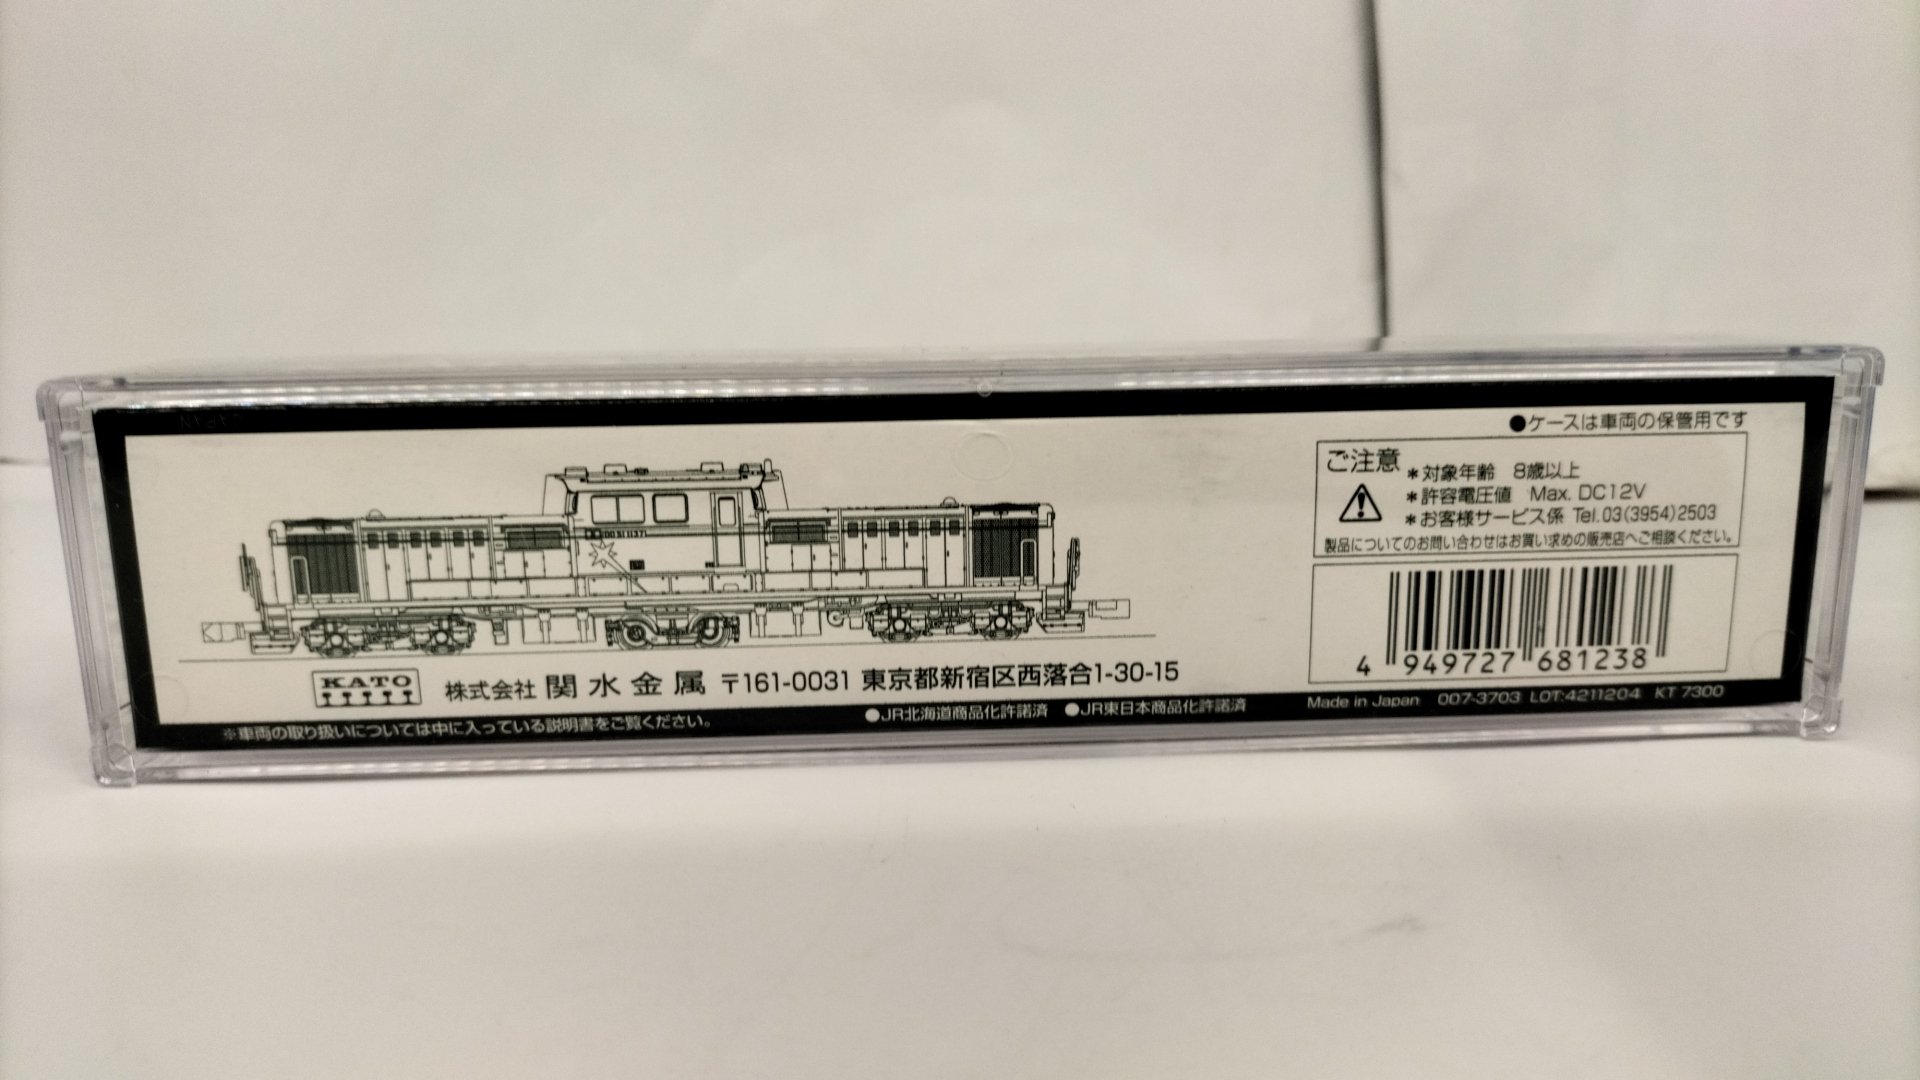 ●ケースは車両の保管用です
ご注意
＊対象年齢 8歳以上
＊許容電圧値 Max. DC12V
＊お客様サービス係 Tel.03(3954)2503
製品についてのお問い合わせはお買い求めの販売店へご相談ください。
DD51 1137
4 949727 681238
KATO
株式会社 関水金属 〒161-0031 東京都新宿区西落合1-30-15
※車両の取り扱いについては中に入っている説明書をご覧ください。
●JR北海道商品化許諾済 ●JR東日本商品化許諾済
Made in Japan 007-3703 LOT:4211204 KT 7300